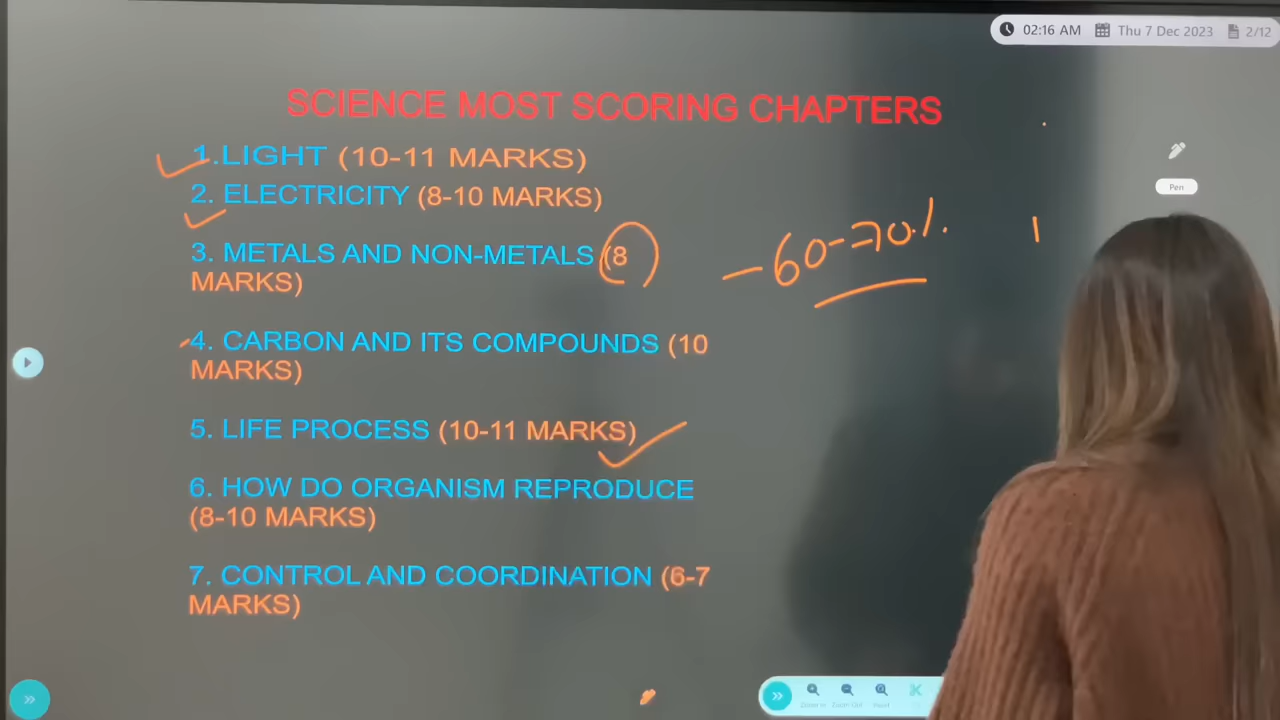 02:16 AM Thu 7 Dec 2023 2/12
SCIENCE MOST SCORING CHAPTERS
1.LIGHT (10-11 MARKS)
2. ELECTRICITY (8-10 MARKS)
3. METALS AND NON-METALS (8
MARKS)
- 60-70%.
4. CARBON AND ITS COMPOUNDS (10
MARKS)
5. LIFE PROCESS (10-11 MARKS)
6. HOW DO ORGANISM REPRODUCE
(8-10 MARKS)
7. CONTROL AND COORDINATION (6-7
MARKS)
Pen
Zoom Out